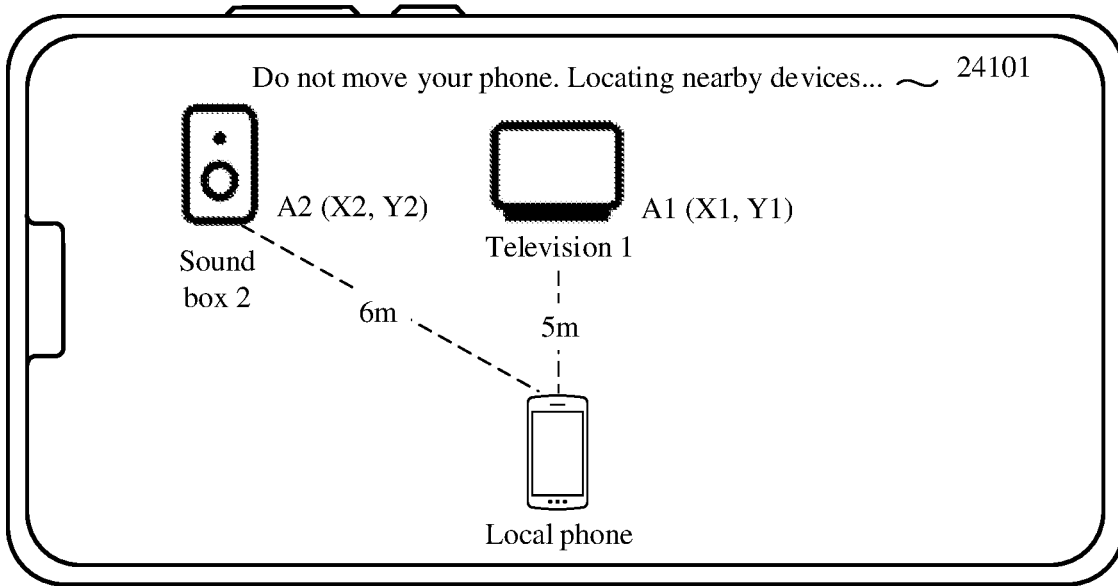 Do not move your phone. Locating nearby devices... 24101
A2 (X2, Y2)
A1 (X1, Y1)
Sound
box 2
Television 1
6m
5m
Local phone